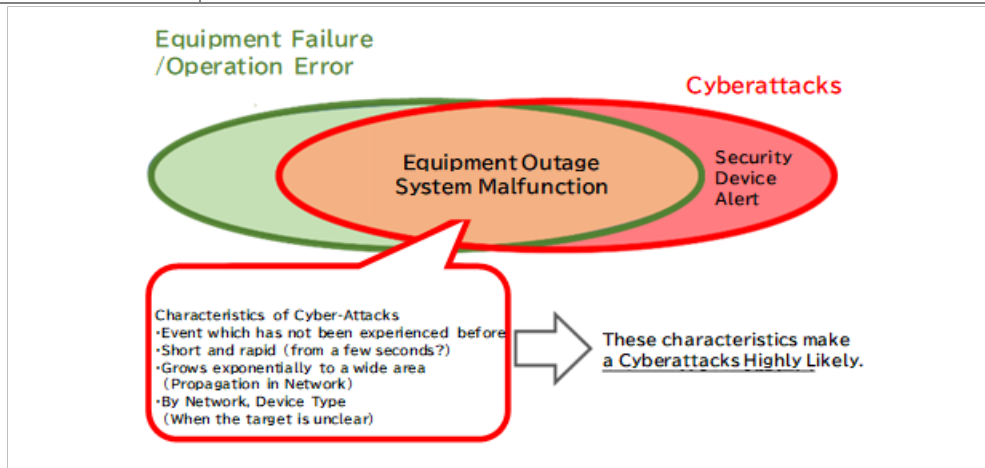 Equipment Failure
/Operation Error
Cyberattacks
Equipment Outage
System Malfunction
Security
Device
Alert
Characteristics of Cyber-Attacks
･Event which has not been experienced before
･Short and rapid (from a few seconds?)
･Grows exponentially to a wide area
(Propagation in Network)
･By Network, Device Type
(When the target is unclear)
These characteristics make
a Cyberattacks Highly Likely.